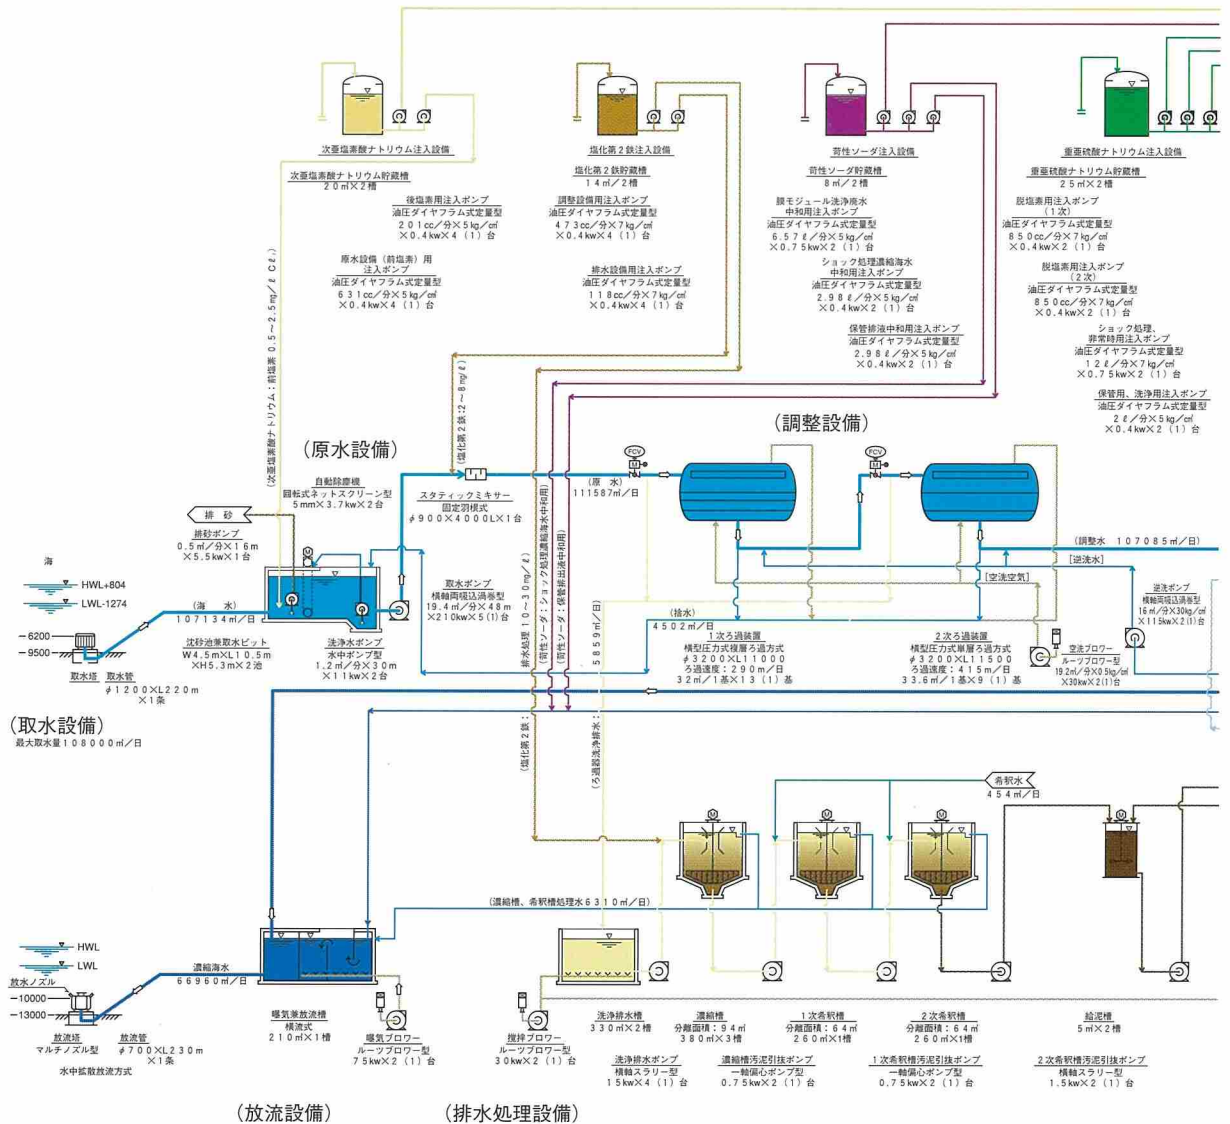 次亜塩素酸ナトリウム注入設備
次亜塩素酸ナトリウム貯蔵槽
20㎥×2槽
後塩素用注入ポンプ
油圧ダイヤフラム式定量型
201cc/分×5kg/c㎡
×0.4kw×4 (1) 台
原水設備(前塩素)用
注入ポンプ
油圧ダイヤフラム式定量型
631cc/分×5kg/c㎡
×0.4kw×4 (1) 台
塩化第2鉄注入設備
塩化第2鉄貯蔵槽
14㎥/2槽
調整設備用注入ポンプ
油圧ダイヤフラム式定量型
473cc/分×7kg/c㎡
×0.4kw×4 (1) 台
排水設備用注入ポンプ
油圧ダイヤフラム式定量型
118cc/分×7kg/c㎡
×0.4kw×4 (1) 台
苛性ソーダ注入設備
苛性ソーダ貯蔵槽
8㎥/2槽
膜モジュール洗浄廃水
中和用注入ポンプ
油圧ダイヤフラム式定量型
6.57ℓ/分×5kg/c㎡
×0.75kw×2 (1) 台
ショック処理濃縮海水
中和用注入ポンプ
油圧ダイヤフラム式定量型
2.98ℓ/分×5kg/c㎡
×0.4kw×2 (1) 台
保管排液中和用注入ポンプ
油圧ダイヤフラム式定量型
2.98ℓ/分×5kg/c㎡
×0.4kw×2 (1) 台
重亜硫酸ナトリウム注入設備
重亜硫酸ナトリウム貯蔵槽
25㎥×2槽
脱塩素用注入ポンプ
(1次)
油圧ダイヤフラム式定量型
850cc/分×7kg/c㎡
×0.4kw×2 (1) 台
脱塩素用注入ポンプ
(2次)
油圧ダイヤフラム式定量型
850cc/分×7kg/c㎡
×0.4kw×2 (1) 台
ショック処理、
非常時用注入ポンプ
油圧ダイヤフラム式定量型
12ℓ/分×7kg/c㎡
×0.75kw×2 (1) 台
保管用、洗浄用注入ポンプ
油圧ダイヤフラム式定量型
2ℓ/分×5kg/c㎡
×0.4kw×2 (1) 台
(次亜塩素酸ナトリウム:前塩素 0.5~2.5mg/ℓ Cℓ₂)
(塩化第2鉄:2~8mg/ℓ)
(原水設備)
(調整設備)
自動除塵機
回転式ネットスクリーン型
5mm×3.7kw×2台
スタティックミキサー
固定羽根式
φ900×4000L×1台
FCV
M
(原 水)
111587㎥/日
FCV
M
排 砂
排砂ポンプ
0.5㎥/分×16m
×5.5kw×1台
M
海
HWL+804
LWL-1274
-6200
-9500
(海 水)
107134㎥/日
取水塔
取水管
φ1200×L220m
×1条
沈砂池兼取水ピット
W4.5m×L10.5m
×H5.3m×2池
洗浄水ポンプ
水中ポンプ型
1.2㎥/分×30m
×11kw×2台
取水ポンプ
横軸両吸込渦巻型
19.4㎥/分×48m
×210kw×5(1)台
(調整水 107085㎥/日)
[逆洗水]
[空洗空気]
(捨水)
4502㎥/日
1次ろ過装置
横型圧力式複層ろ過方式
φ3200×L11000
ろ過速度:290m/日
32㎡/1基×13 (1) 基
2次ろ過装置
横型圧力式単層ろ過方式
φ3200×L11500
ろ過速度:415m/日
33.6㎡/1基×9 (1) 基
逆洗ポンプ
横軸両吸込渦巻型
16㎥/分×30kg/c㎡
×115kw×2(1)台
空洗ブロワー
ルーツブロワー型
19.2㎥/分×0.5kg/c㎡
×30kw×2(1)台
(塩化第2鉄:排水処理10~30mg/ℓ)
(苛性ソーダ:ショック処理濃縮海水中和用)
(苛性ソーダ:保管排出液中和用)
(ろ過器洗浄排水:5859㎥/日)
(取水設備)
最大取水量108000㎥/日
希釈水
454㎥/日
M
M
M
M
(濃縮槽、希釈槽処理水6310㎥/日)
HWL
LWL
放水ノズル
-10000
-13000
濃縮海水
66960㎥/日
放流塔
マルチノズル型
放流管
φ700×L230m
×1条
水中拡散放流方式
曝気兼放流槽
横流式
210㎥×1槽
曝気ブロワー
ルーツブロワー型
75kw×2 (1) 台
撹拌ブロワー
ルーツブロワー型
30kw×2 (1) 台
洗浄排水槽
330㎥×2槽
洗浄排水ポンプ
横軸スラリー型
15kw×4 (1) 台
濃縮槽
分離面積:94㎡
380㎥×3槽
濃縮槽汚泥引抜ポンプ
一軸偏心ポンプ型
0.75kw×2 (1) 台
1次希釈槽
分離面積:64㎡
260㎥×1槽
1次希釈槽汚泥引抜ポンプ
一軸偏心ポンプ型
0.75kw×2 (1) 台
2次希釈槽
分離面積:64㎡
260㎥×1槽
給泥槽
5㎥×2槽
2次希釈槽汚泥引抜ポンプ
横軸スラリー型
1.5kw×2 (1) 台
(放流設備)
(排水処理設備)